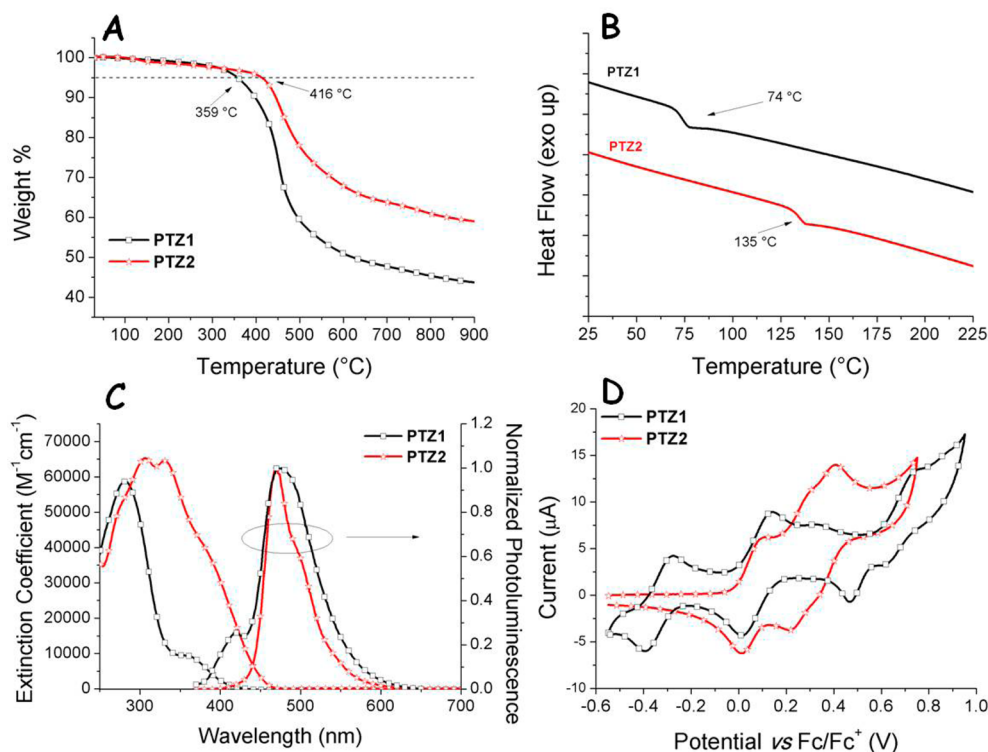 A
Weight %
100
90
80
70
60
50
40
359 °C
416 °C
PTZ1
PTZ2
100 200 300 400 500 600 700 800 900
Temperature (°C)
B
Heat Flow (exo up)
PTZ1
74 °C
PTZ2
135 °C
25 50 75 100 125 150 175 200 225
Temperature (°C)
C
Extinction Coefficient (M⁻¹cm⁻¹)
70000
60000
50000
40000
30000
20000
10000
0
PTZ1
PTZ2
1.2
1.0
0.8
0.6
0.4
0.2
0.0
Normalized Photoluminescence
300 400 500 600 700
Wavelength (nm)
D
Current (μA)
20
15
10
5
0
-5
-10
PTZ1
PTZ2
-0.6 -0.4 -0.2 0.0 0.2 0.4 0.6 0.8 1.0
Potential vs Fc/Fc⁺ (V)